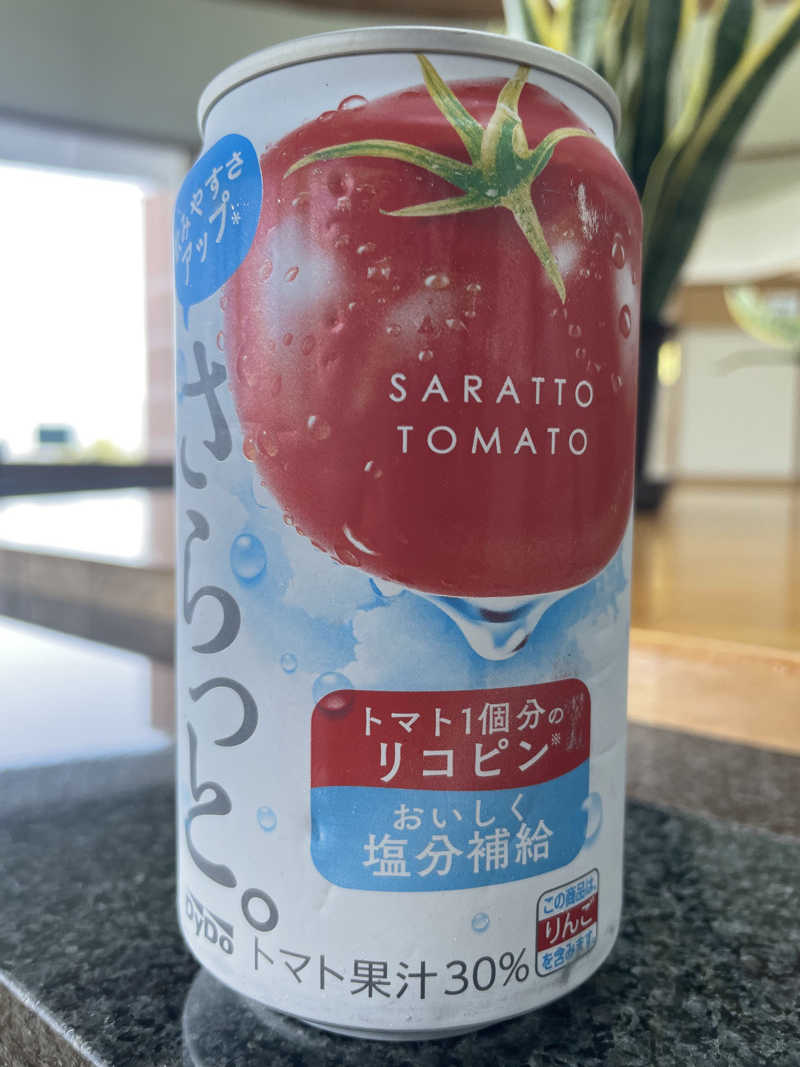 みやすさ
アップ※
さらっと。
SARATTO
TOMATO
トマト1個分の
リコピン※
おいしく
塩分補給
DyDo
トマト果汁30%
この商品は、
りんご
を含みます。